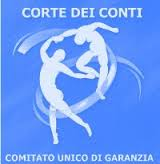 CORTE DEI CONTI
COMITATO UNICO DI GARANZIA